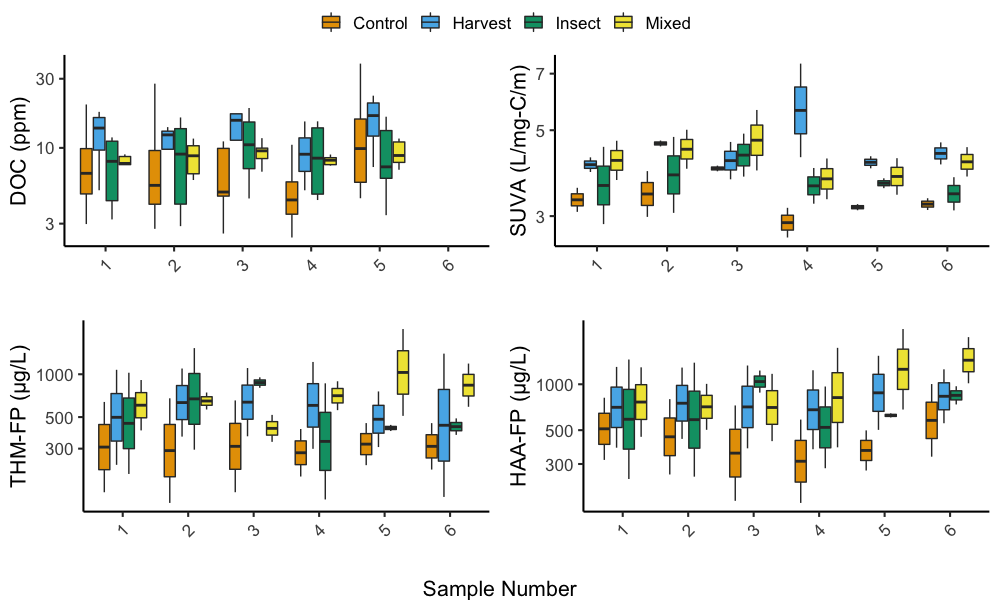 Control Harvest Insect Mixed
DOC (ppm)
30
10
3
1 2 3 4 5 6
SUVA (L/mg-C/m)
7
5
3
1 2 3 4 5 6
THM-FP (µg/L)
1000
500
300
1 2 3 4 5 6
HAA-FP (µg/L)
1000
500
300
1 2 3 4 5 6
Sample Number